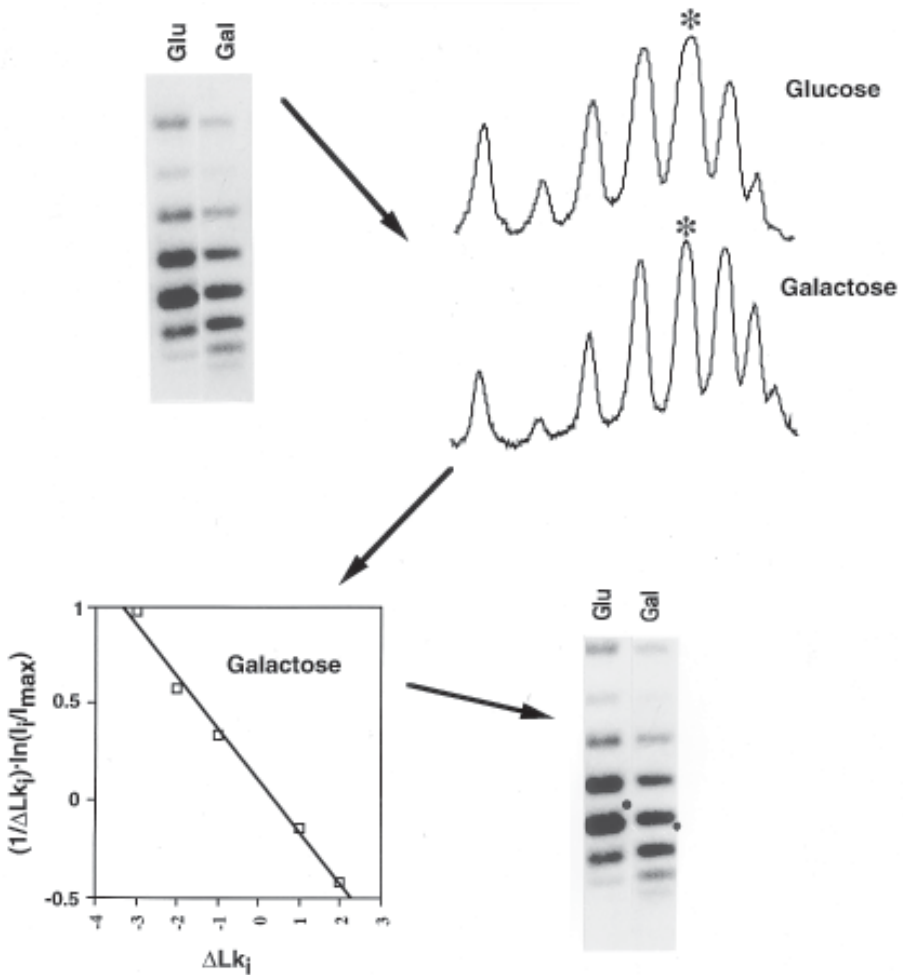 Glu Gal
*
Glucose
*
Galactose
1
0.5
0
-0.5
(1/ΔLkᵢ)·ln(Iᵢ/Imax)
Galactose
-4 -3 -2 -1 0 1 2 3
ΔLkᵢ
Glu Gal